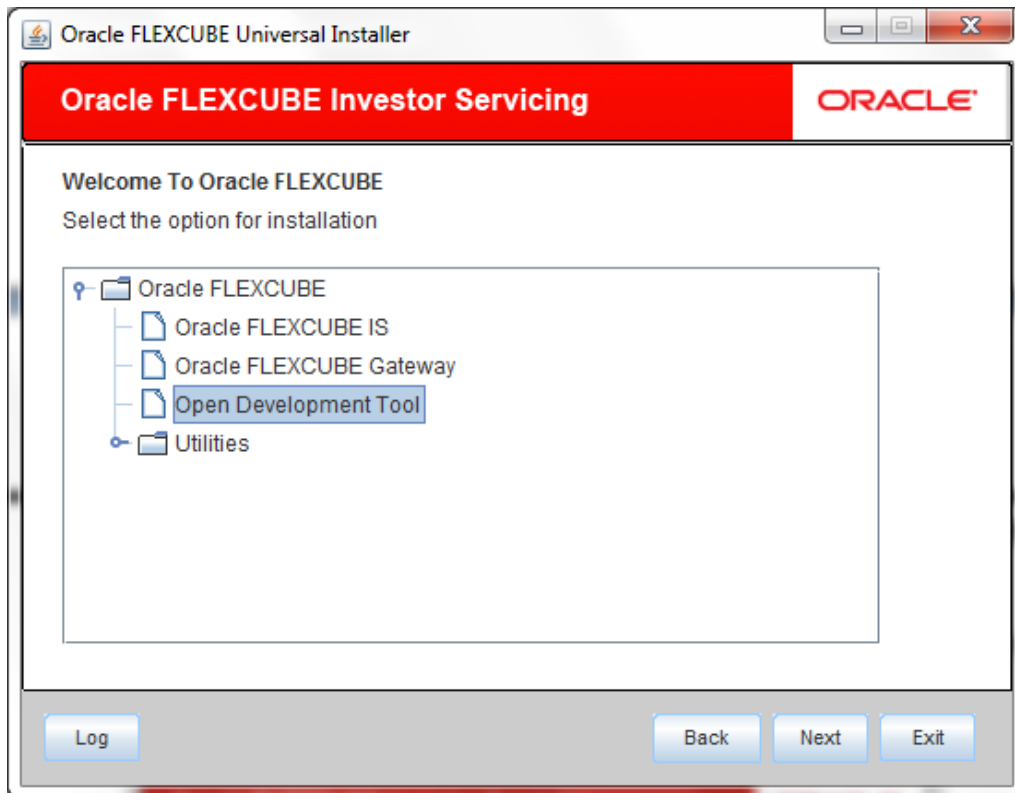 Oracle FLEXCUBE Universal Installer
Oracle FLEXCUBE Investor Servicing
ORACLE
Welcome To Oracle FLEXCUBE
Select the option for installation
Oracle FLEXCUBE
Oracle FLEXCUBE IS
Oracle FLEXCUBE Gateway
Open Development Tool
Utilities
Log
Back
Next
Exit